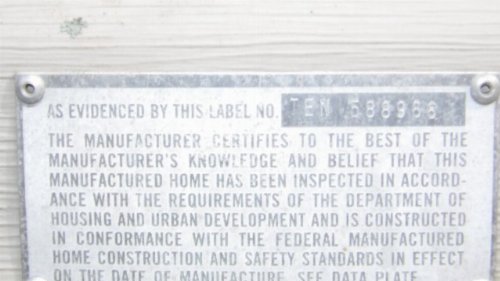 AS EVIDENCED BY THIS LABEL NO. TEN 588968
THE MANUFACTURER CERTIFIES TO THE BEST OF THE
MANUFACTURER'S KNOWLEDGE AND BELIEF THAT THIS
MANUFACTURED HOME HAS BEEN INSPECTED IN ACCORD-
ANCE WITH THE REQUIREMENTS OF THE DEPARTMENT OF
HOUSING AND URBAN DEVELOPMENT AND IS CONSTRUCTED
IN CONFORMANCE WITH THE FEDERAL MANUFACTURED
HOME CONSTRUCTION AND SAFETY STANDARDS IN EFFECT
ON THE DATE OF MANUFACTURE. SEE DATA PLATE.